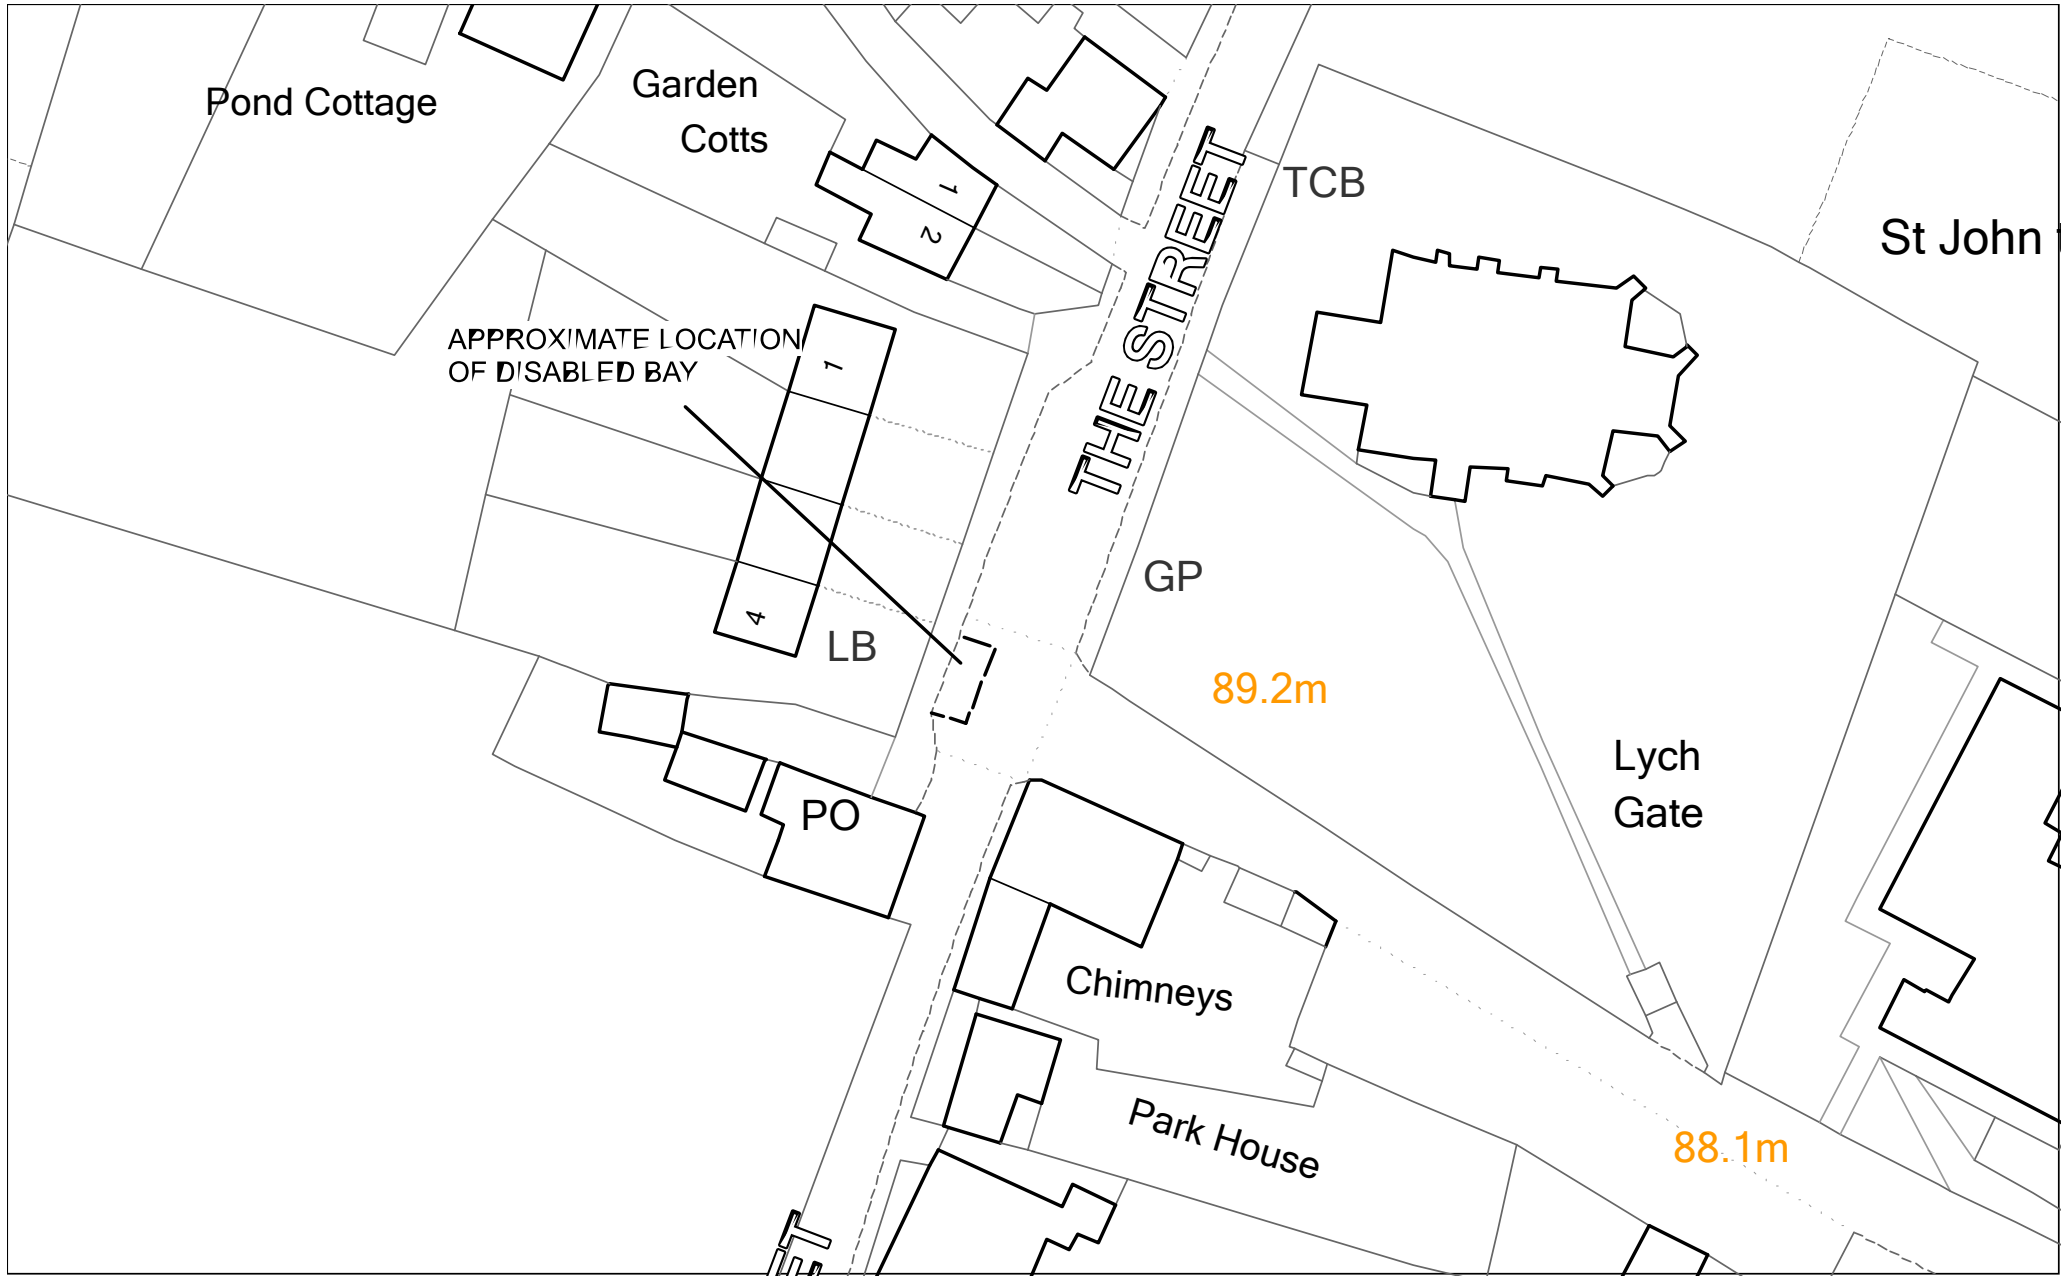 Pond Cottage
Garden
Cotts
1
2
THE STREET
TCB
St John
APPROXIMATE LOCATION
OF DISABLED BAY
1
4
LB
GP
89.2m
PO
Lych
Gate
Chimneys
Park House
88.1m
ET